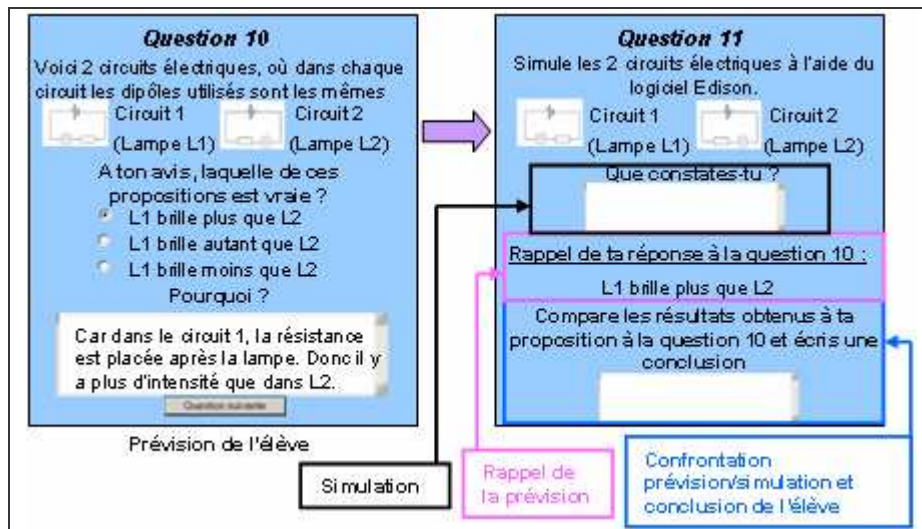 Question 10
Voici 2 circuits électriques, où dans chaque
circuit les dipôles utilisés sont les mêmes
Circuit 1
(Lampe L1)
Circuit 2
(Lampe L2)
A ton avis, laquelle de ces
propositions est vraie ?
L1 brille plus que L2
L1 brille autant que L2
L1 brille moins que L2
Pourquoi ?
Car dans le circuit 1, la résistance
est placée après la lampe. Donc il y
a plus d'intensité que dans L2.
Question suivante
Prévision de l'élève
Question 11
Simule les 2 circuits électriques à l'aide du
logiciel Edison.
Circuit 1
(Lampe L1)
Circuit 2
(Lampe L2)
Que constates-tu ?
Rappel de ta réponse à la question 10 :
L1 brille plus que L2
Compare les résultats obtenus à ta
proposition à la question 10 et écris une
conclusion
Simulation
Rappel de
la prévision
Confrontation
prévision/simulation et
conclusion de l'élève